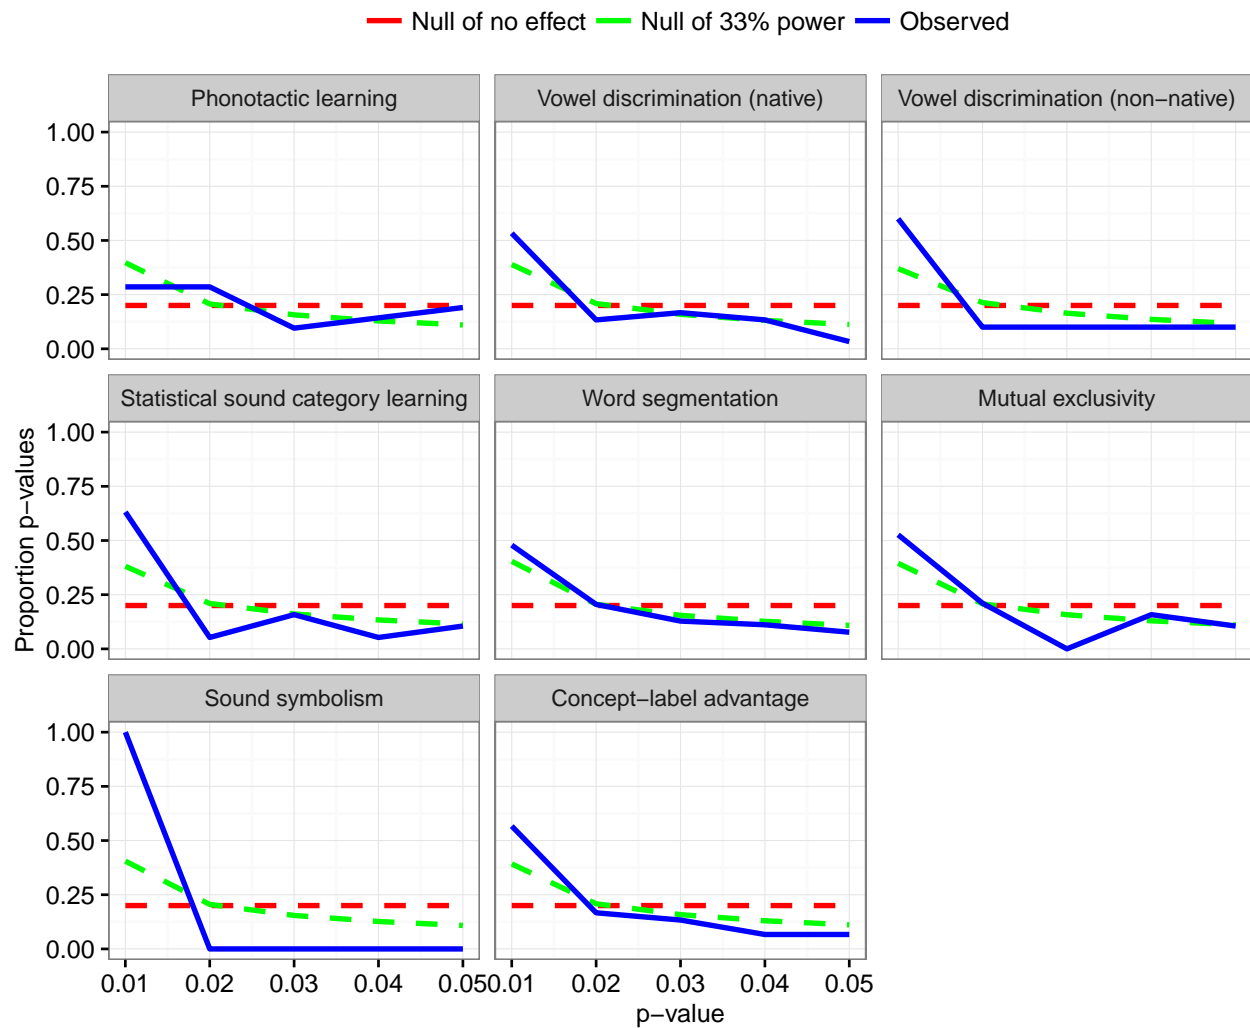 Null of no effect Null of 33% power Observed
Phonotactic learning Vowel discrimination (native) Vowel discrimination (non−native)
1.00
0.75
0.50
0.25
0.00
Statistical sound category learning Word segmentation Mutual exclusivity
1.00
0.75
0.50
0.25
0.00
Sound symbolism Concept−label advantage
1.00
0.75
0.50
0.25
0.00
0.01 0.02 0.03 0.04 0.05 0.01 0.02 0.03 0.04 0.05
p−value
Proportion p−values